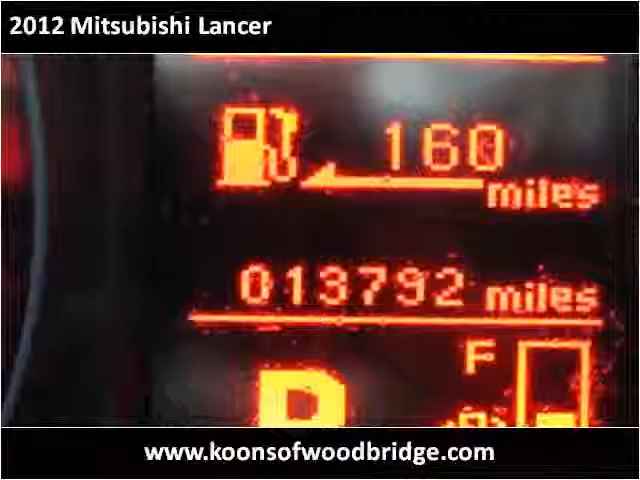 2012 Mitsubishi Lancer
160
miles
013792 miles
F
P
www.koonsofwoodbridge.com